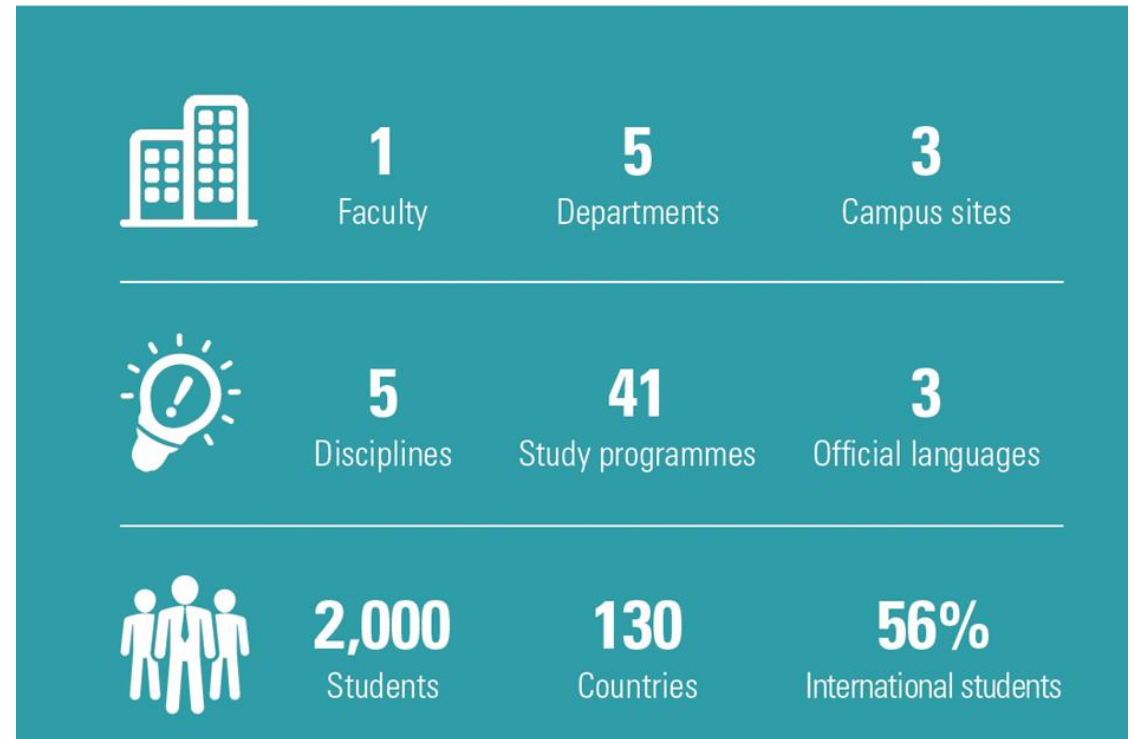 1 5 3
Faculty Departments Campus sites
5 41 3
Disciplines Study programmes Official languages
2,000 130 56%
Students Countries International students